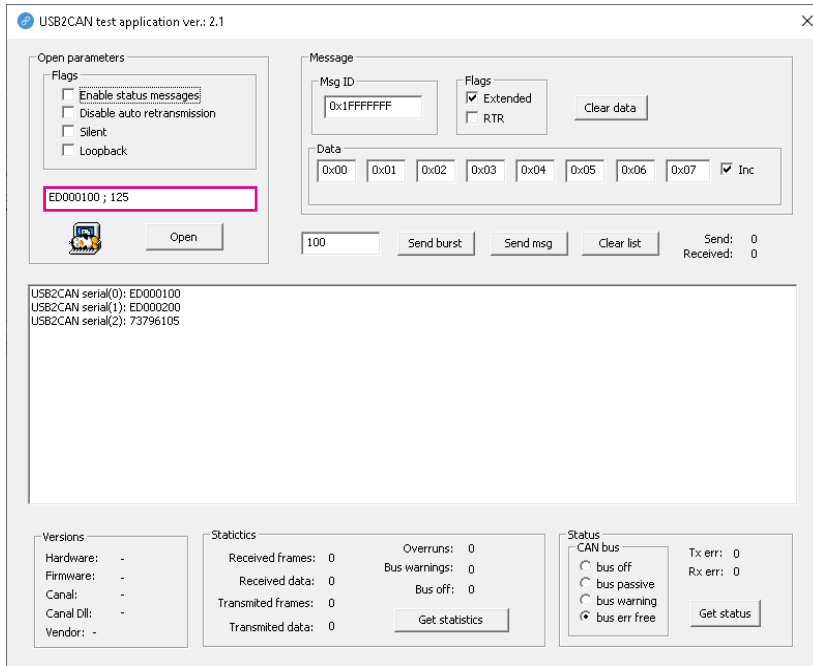 USB2CAN test application ver.: 2.1
Open parameters
Flags
Enable status messages
Disable auto retransmission
Silent
Loopback
ED000100 ; 125
Open
Message
Msg ID
0x1FFFFFFF
Flags
Extended
RTR
Clear data
Data
0x00 0x01 0x02 0x03 0x04 0x05 0x06 0x07 Inc
100 Send burst Send msg Clear list
Send: 0
Received: 0
USB2CAN serial(0): ED000100
USB2CAN serial(1): ED000200
USB2CAN serial(2): 73796105
Versions
Hardware: -
Firmware: -
Canal: -
Canal Dll: -
Vendor: -
Statictics
Received frames: 0
Received data: 0
Transmited frames: 0
Transmited data: 0
Overruns: 0
Bus warnings: 0
Bus off: 0
Get statistics
Status
CAN bus
bus off
bus passive
bus warning
bus err free
Tx err: 0
Rx err: 0
Get status